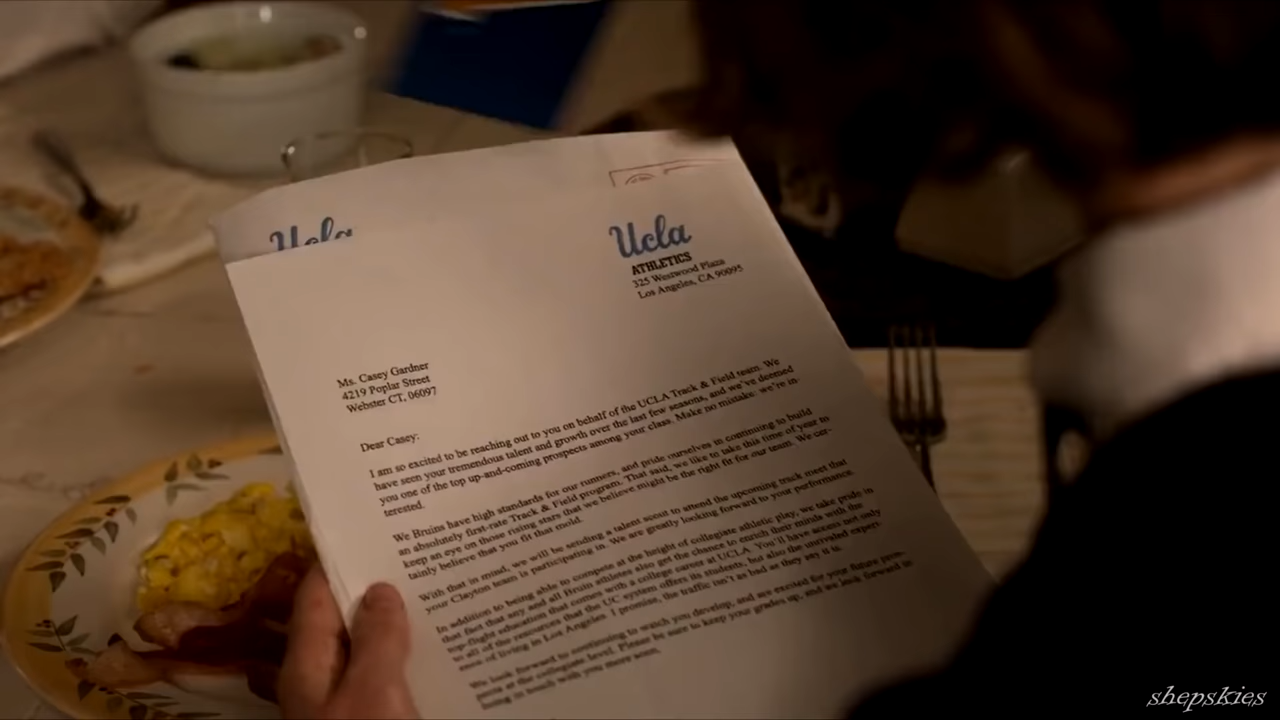 Ucla
Ucla
ATHLETICS
325 Westwood Plaza
Los Angeles, CA 90095
Ms. Casey Gardner
4219 Poplar Street
Webster CT, 06097
Dear Casey:
I am so excited to be reaching out to you on behalf of the UCLA Track & Field team. We
have seen your tremendous talent and growth over the last few seasons, and we've deemed
you one of the top up-and-coming prospects among your class. Make no mistake: we're in-
terested.
We Bruins have high standards for our runners, and pride ourselves in continuing to build
an absolutely first-rate Track & Field program. That said, we like to take this time of year to
keep an eye on those rising stars that we believe might be the right fit for our team. We cer-
tainly believe that you fit that mold.
With that in mind, we will be sending a talent scout to attend the upcoming track meet that
your Clayton team is participating in. We are greatly looking forward to your performance.
In addition to being able to compete at the height of collegiate athletic play, we take pride in
that fact that any and all Bruin athletes also get the chance to enrich their minds with the
top-flight education that comes with a college career at UCLA. You'll have access not only
to all of the resources that the UC system offers its students, but also the unrivaled experi-
ence of living in Los Angeles. I promise, the traffic isn't as bad as they say it is.
We look forward to continuing to watch you develop, and are excited for your future pros-
pects at the collegiate level. Please be sure to keep your grades up, and we look forward to
being in touch with you more soon.
shepskies